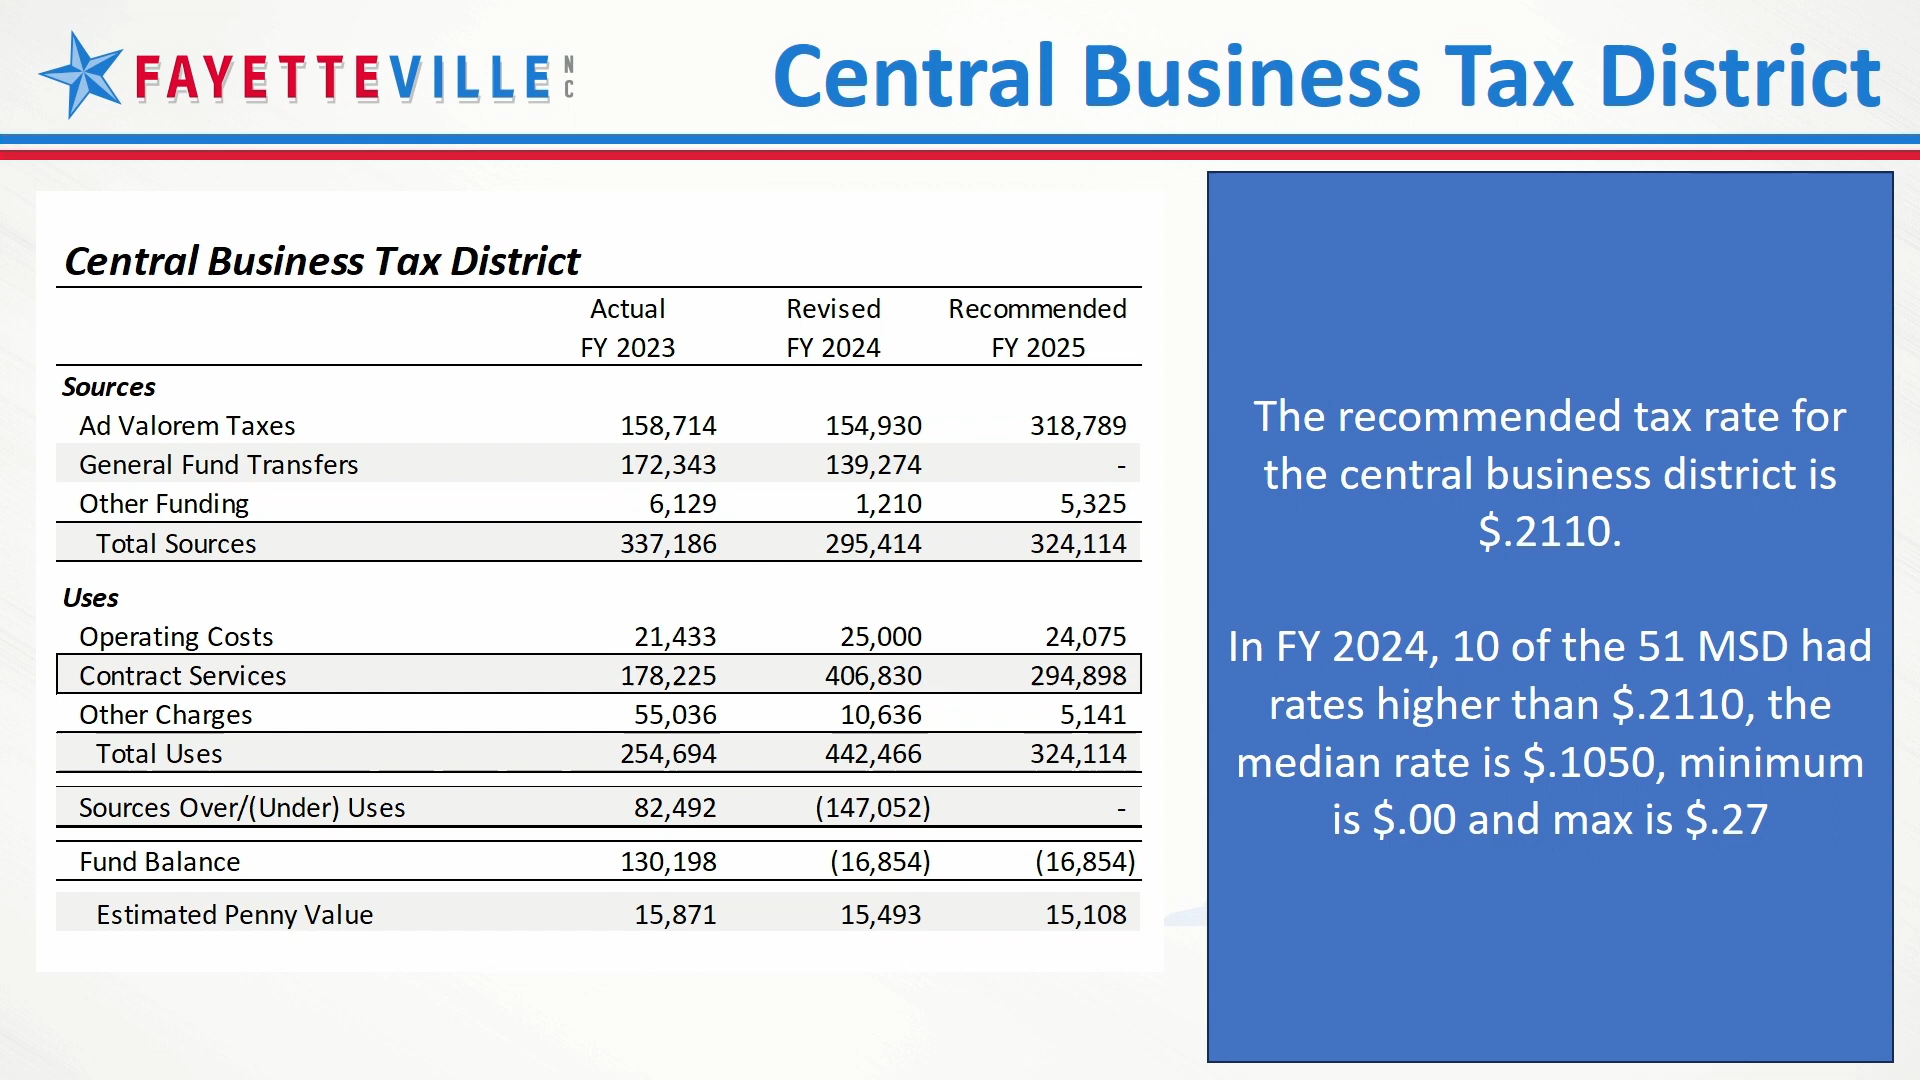 FAYETTEVILLE NC
Central Business Tax District
Central Business Tax District
Actual Revised Recommended
FY 2023 FY 2024 FY 2025
Sources
Ad Valorem Taxes 158,714 154,930 318,789
General Fund Transfers 172,343 139,274 -
Other Funding 6,129 1,210 5,325
Total Sources 337,186 295,414 324,114
Uses
Operating Costs 21,433 25,000 24,075
Contract Services 178,225 406,830 294,898
Other Charges 55,036 10,636 5,141
Total Uses 254,694 442,466 324,114
Sources Over/(Under) Uses 82,492 (147,052) -
Fund Balance 130,198 (16,854) (16,854)
Estimated Penny Value 15,871 15,493 15,108
The recommended tax rate for
the central business district is
$.2110.
In FY 2024, 10 of the 51 MSD had
rates higher than $.2110, the
median rate is $.1050, minimum
is $.00 and max is $.27